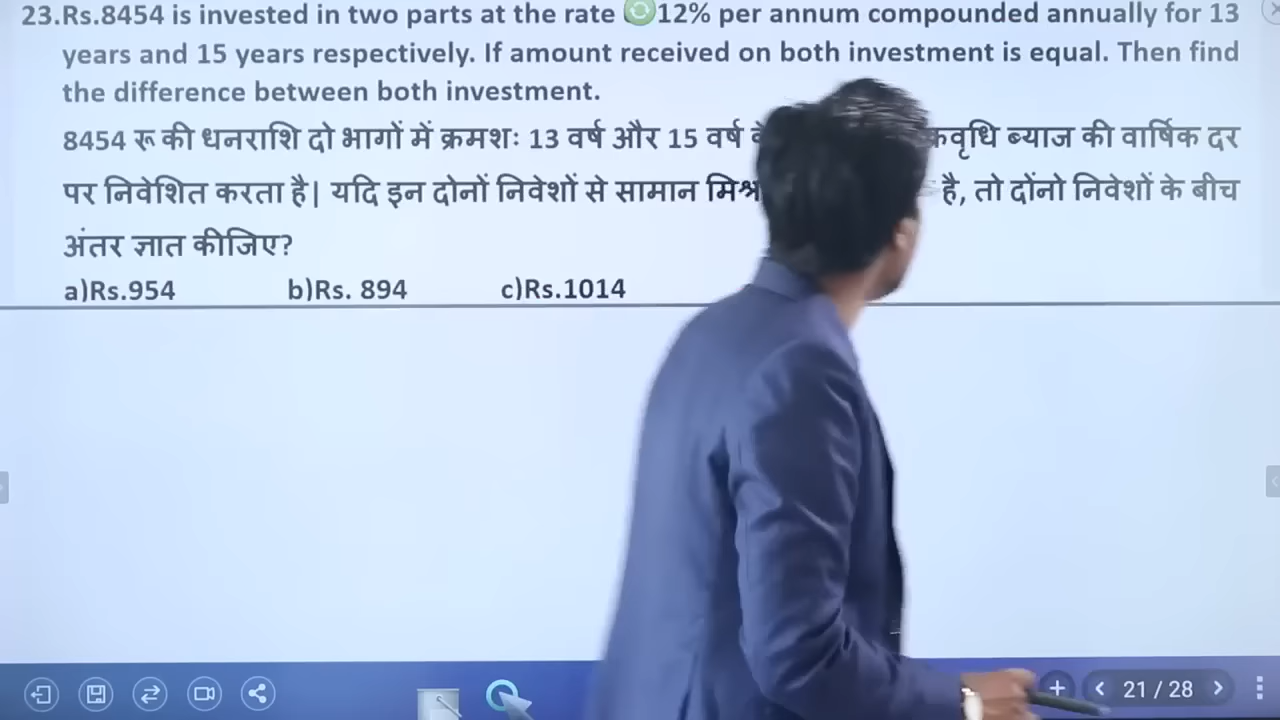 23.Rs.8454 is invested in two parts at the rate 12% per annum compounded annually for 13
years and 15 years respectively. If amount received on both investment is equal. Then find
the difference between both investment.
8454 रू की धनराशि दो भागों में क्रमशः 13 वर्ष और 15 वर्ष की वार्षिक दर
पर निवेशित करता है| यदि इन दोनों निवेशों से सामान है, तो दोंनो निवेशों के बीच
अंतर ज्ञात कीजिए?
a)Rs.954 b)Rs. 894 c)Rs.1014
21 / 28